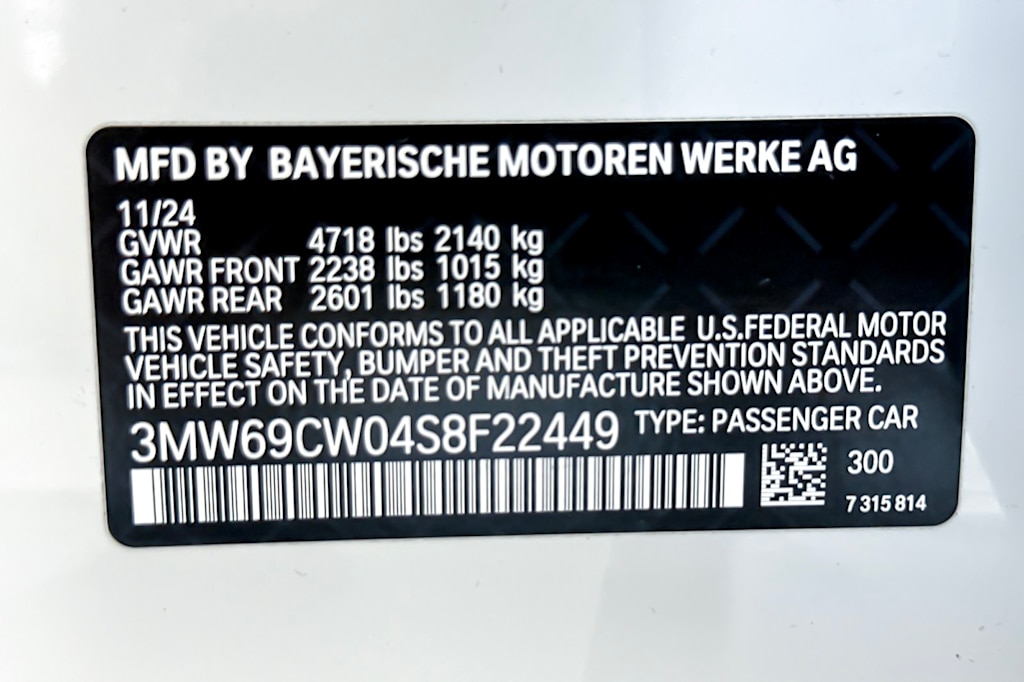 MFD BY BAYERISCHE MOTOREN WERKE AG
11/24
GVWR 4718 lbs 2140 kg
GAWR FRONT 2238 lbs 1015 kg
GAWR REAR 2601 lbs 1180 kg
THIS VEHICLE CONFORMS TO ALL APPLICABLE U.S.FEDERAL MOTOR
VEHICLE SAFETY, BUMPER AND THEFT PREVENTION STANDARDS
IN EFFECT ON THE DATE OF MANUFACTURE SHOWN ABOVE.
3MW69CW04S8F22449 TYPE: PASSENGER CAR
300
7 315 814